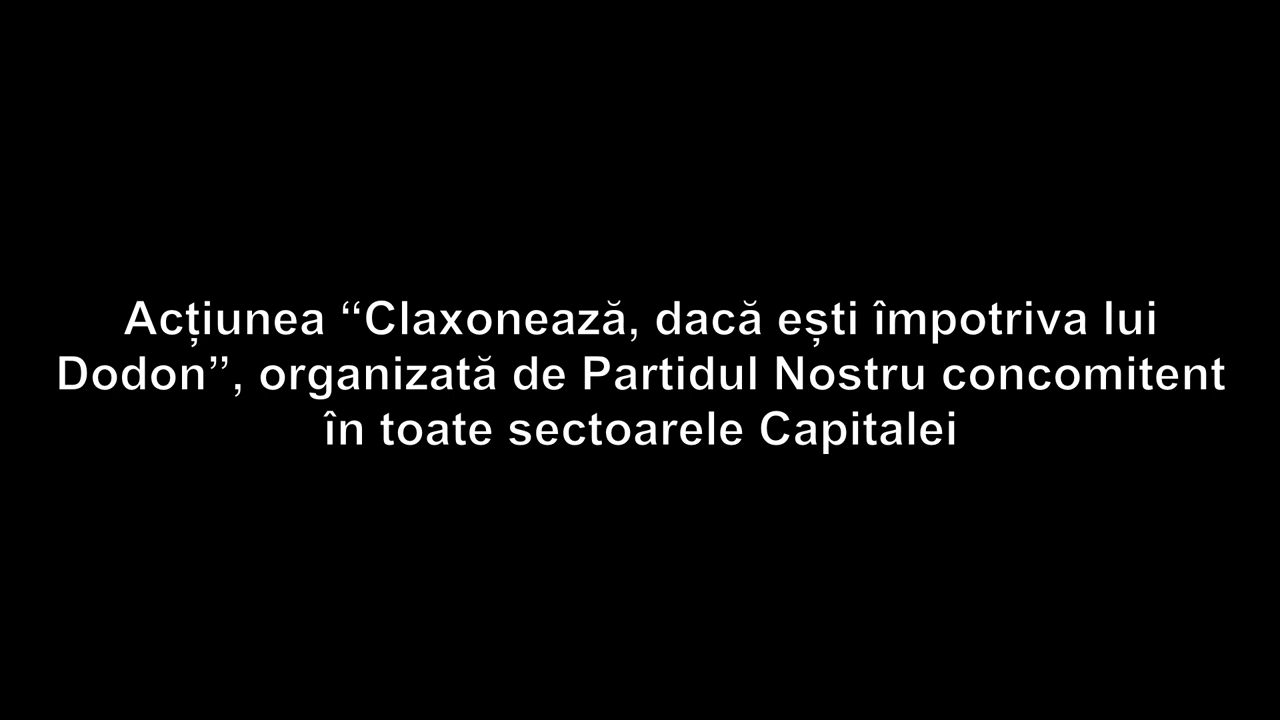 Acțiunea “Claxonează, dacă ești împotriva lui
Dodon”, organizată de Partidul Nostru concomitent
în toate sectoarele Capitalei